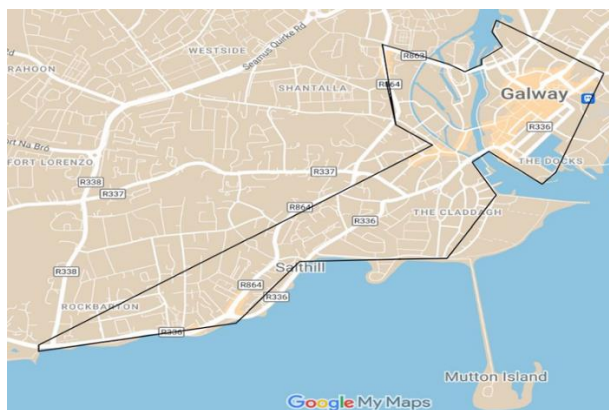 WESTSIDE
Seamus Quirke Rd
R863
RAHOON
SHANTALLA
R864
Galway
R336
ort Na Bró
FORT LORENZO
R338
R337
R337
THE DOCKS
R864
R336
THE CLADDAGH
R338
Salthill
R864
R336
ROCKBARTON
R336
Mutton Island
Google My Maps